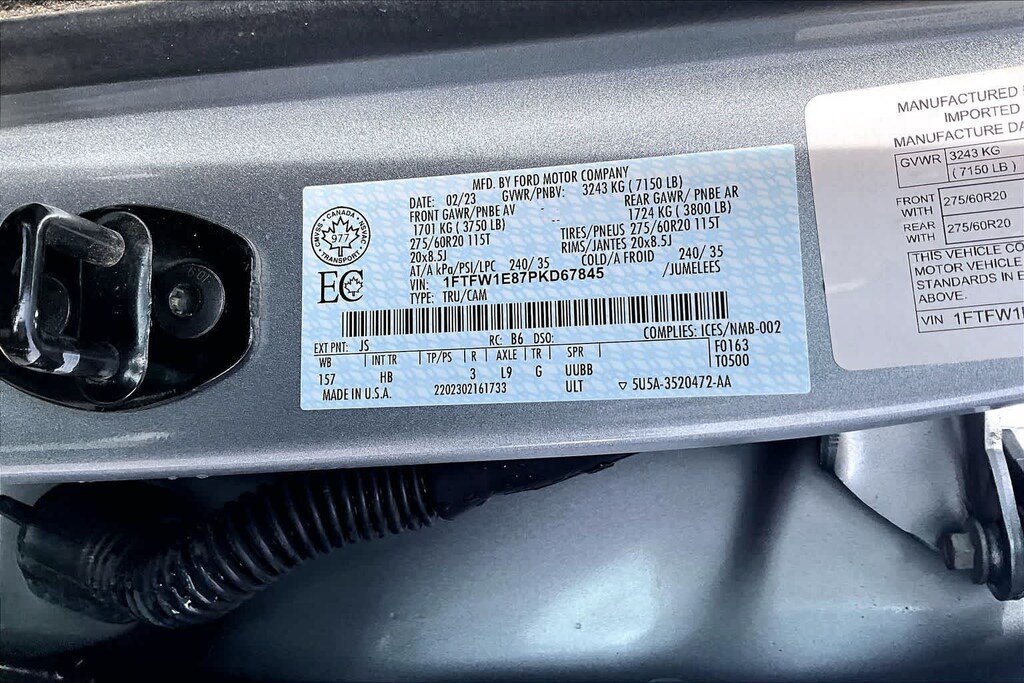 MFD. BY FORD MOTOR COMPANY
DATE: 02/23 GVWR/PNBV: 3243 KG ( 7150 LB)
FRONT GAWR/PNBE AV REAR GAWR/ PNBE AR
1701 KG ( 3750 LB) 1724 KG ( 3800 LB)
275/60R20 115T TIRES/PNEUS 275/60R20 115T
20x8.5J RIMS/JANTES 20x8.5J
AT/A kPa/PSI/LPC 240/ 35 COLD/A FROID 240/ 35
VIN: 1FTFW1E87PKD67845 /JUMELEES
TYPE: TRU/CAM
CANADA
CMVSS NSVAC
977
TRANSPORT
EC
EXT PNT: JS RC: B6 DSO: COMPLIES: ICES/NMB-002
WB INT TR TP/PS R AXLE TR SPR F0163
157 HB 3 L9 G UUBB T0500
MADE IN U.S.A. 2202302161733 ULT ▽ 5U5A-3520472-AA
MANUFACTURED
IMPORTED
MANUFACTURE DA
GVWR 3243 KG
( 7150 LB )
FRONT WITH 275/60R20
REAR WITH 275/60R20
THIS VEHICLE CO
MOTOR VEHICLE
STANDARDS IN E
ABOVE.
VIN 1FTFW1